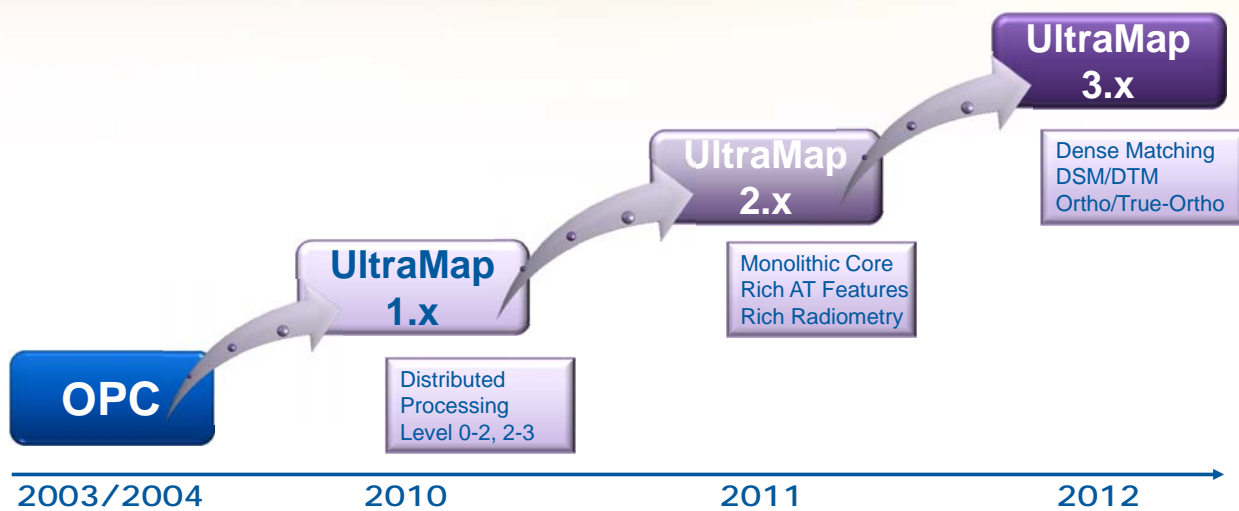 UltraMap
3.x
Dense Matching
DSM/DTM
Ortho/True-Ortho
UltraMap
2.x
Monolithic Core
Rich AT Features
Rich Radiometry
UltraMap
1.x
Distributed
Processing
Level 0-2, 2-3
OPC
2003/2004 2010 2011 2012